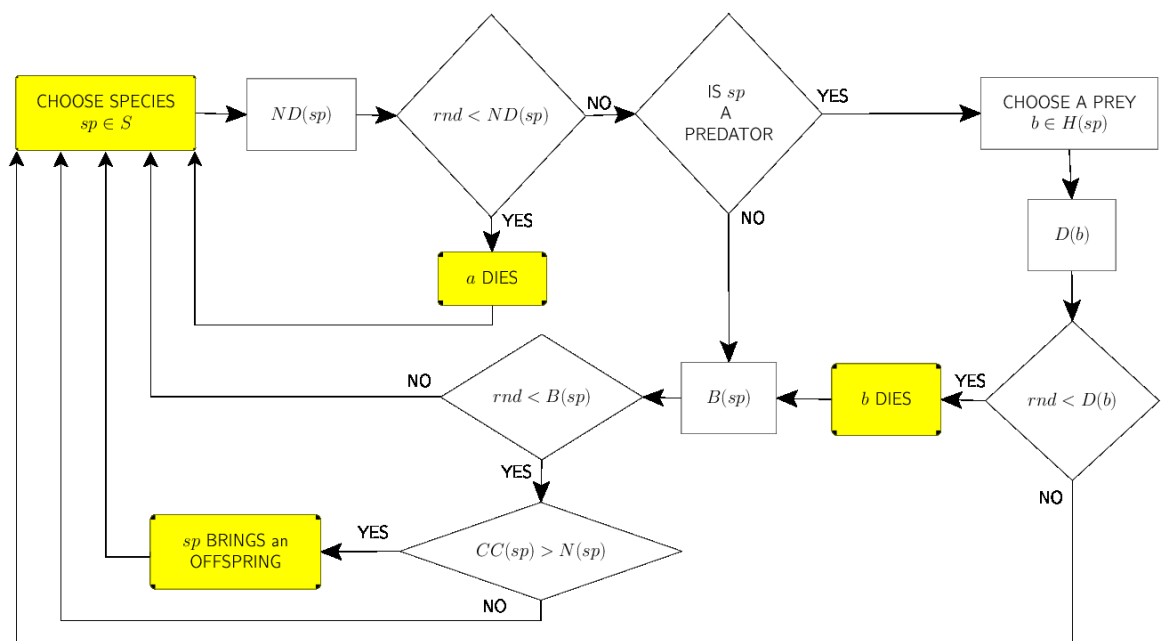 CHOOSE SPECIES
sp ∈ S
ND(sp)
rnd < ND(sp)
NO
YES
a DIES
IS sp
A
PREDATOR
YES
NO
CHOOSE A PREY
b ∈ H(sp)
D(b)
rnd < D(b)
YES
NO
b DIES
B(sp)
rnd < B(sp)
NO
YES
CC(sp) > N(sp)
YES
NO
sp BRINGS an
OFFSPRING